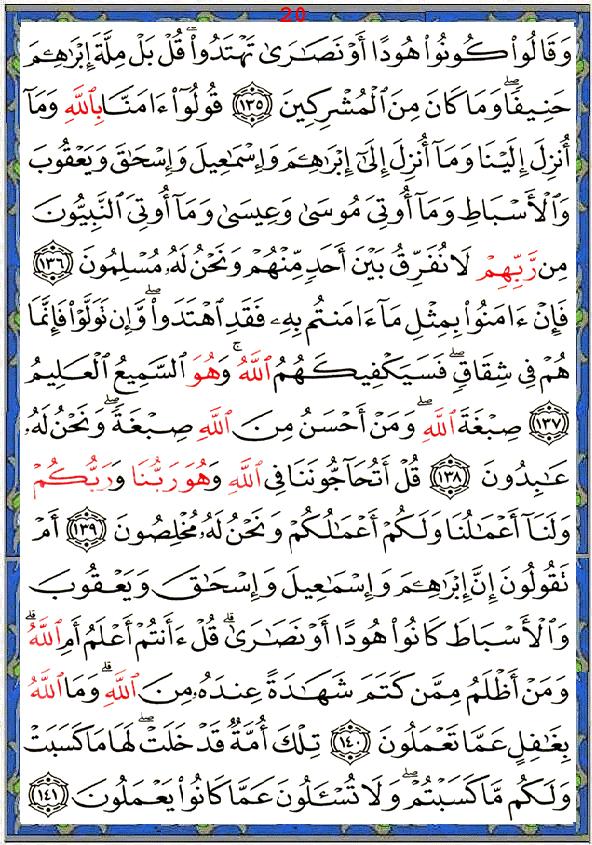 20
وَقَالُوا۟ كُونُوا۟ هُودًا أَوْ نَصَـٰرَىٰ تَهْتَدُوا۟ ۗ قُلْ بَلْ مِلَّةَ إِبْرَٰهِـۧمَ
حَنِيفًا ۖ وَمَا كَانَ مِنَ ٱلْمُشْرِكِينَ ١٣٥ قُولُوٓا۟ ءَامَنَّا بِٱللَّهِ وَمَآ
أُنزِلَ إِلَيْنَا وَمَآ أُنزِلَ إِلَىٰٓ إِبْرَٰهِـۧمَ وَإِسْمَـٰعِيلَ وَإِسْحَـٰقَ وَيَعْقُوبَ
وَٱلْأَسْبَاطِ وَمَآ أُوتِىَ مُوسَىٰ وَعِيسَىٰ وَمَآ أُوتِىَ ٱلنَّبِيُّونَ
مِن رَّبِّهِمْ لَا نُفَرِّقُ بَيْنَ أَحَدٍ مِّنْهُمْ وَنَحْنُ لَهُۥ مُسْلِمُونَ ١٣٦
فَإِنْ ءَامَنُوا۟ بِمِثْلِ مَآ ءَامَنتُم بِهِۦ فَقَدِ ٱهْتَدَوا۟ ۖ وَّإِن تَوَلَّوْا۟ فَإِنَّمَا
هُمْ فِى شِقَاقٍ ۖ فَسَيَكْفِيكَهُمُ ٱللَّهُ ۚ وَهُوَ ٱلسَّمِيعُ ٱلْعَلِيمُ
١٣٧ صِبْغَةَ ٱللَّهِ ۖ وَمَنْ أَحْسَنُ مِنَ ٱللَّهِ صِبْغَةً ۖ وَنَحْنُ لَهُۥ
عَـٰبِدُونَ ١٣٨ قُلْ أَتُحَآجُّونَنَا فِى ٱللَّهِ وَهُوَ رَبُّنَا وَرَبُّكُمْ
وَلَنَآ أَعْمَـٰلُنَا وَلَكُمْ أَعْمَـٰلُكُمْ وَنَحْنُ لَهُۥ مُخْلِصُونَ ١٣٩ أَمْ
تَقُولُونَ إِنَّ إِبْرَٰهِـۧمَ وَإِسْمَـٰعِيلَ وَإِسْحَـٰقَ وَيَعْقُوبَ
وَٱلْأَسْبَاطَ كَانُوا۟ هُودًا أَوْ نَصَـٰرَىٰ ۗ قُلْ ءَأَنتُمْ أَعْلَمُ أَمِ ٱللَّهُ ۗ
وَمَنْ أَظْلَمُ مِمَّن كَتَمَ شَهَـٰدَةً عِندَهُۥ مِنَ ٱللَّهِ ۗ وَمَا ٱللَّهُ
بِغَـٰفِلٍ عَمَّا تَعْمَلُونَ ١٤٠ تِلْكَ أُمَّةٌ قَدْ خَلَتْ ۖ لَهَا مَا كَسَبَتْ
وَلَكُم مَّا كَسَبْتُمْ ۖ وَلَا تُسْـَٔلُونَ عَمَّا كَانُوا۟ يَعْمَلُونَ ١٤١